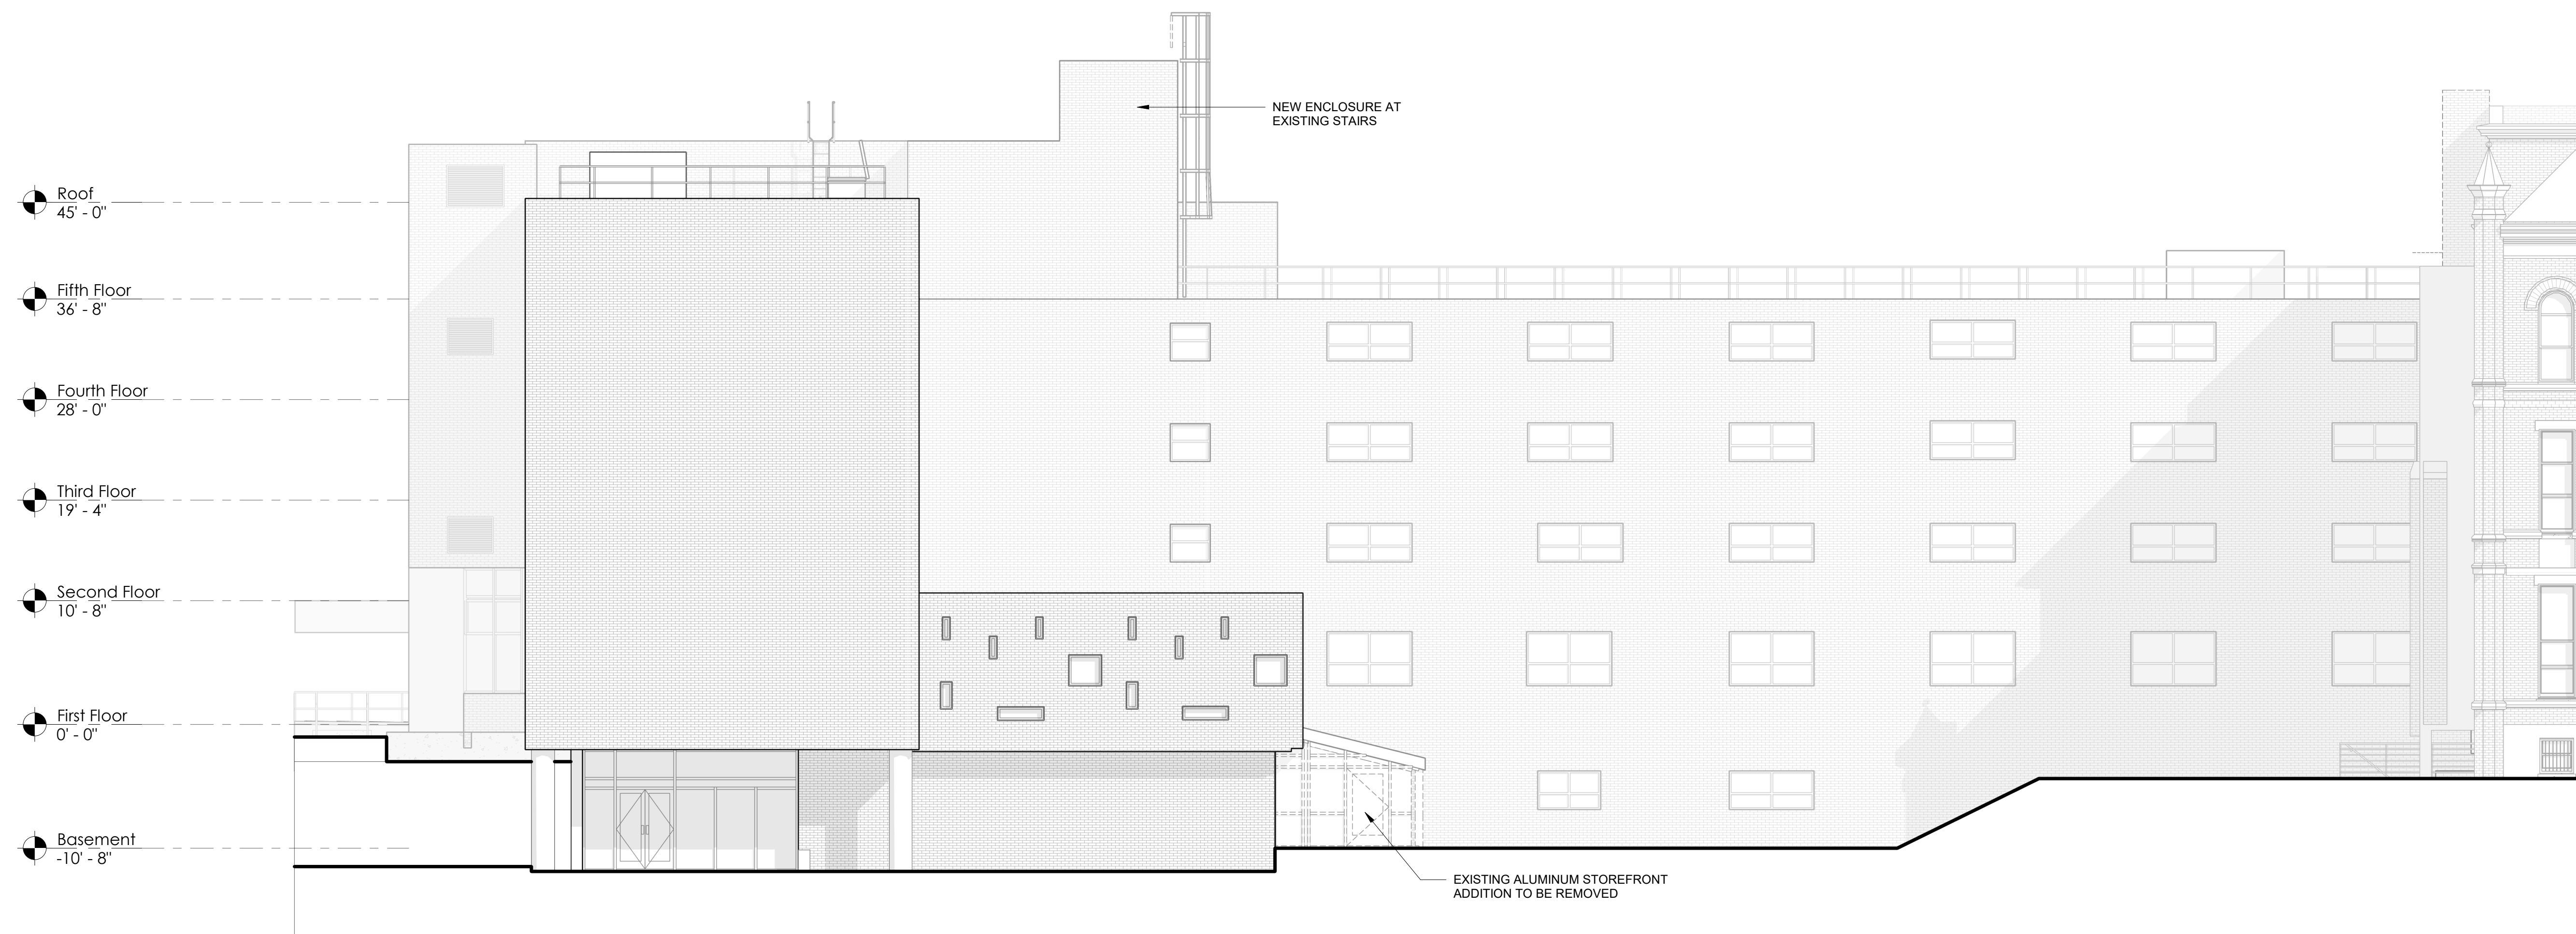 NEW ENCLOSURE AT
EXISTING STAIRS
Roof
45' - 0"
Fifth Floor
36' - 8"
Fourth Floor
28' - 0"
Third Floor
19' - 4"
Second Floor
10' - 8"
First Floor
0' - 0"
Basement
-10' - 8"
EXISTING ALUMINUM STOREFRONT
ADDITION TO BE REMOVED